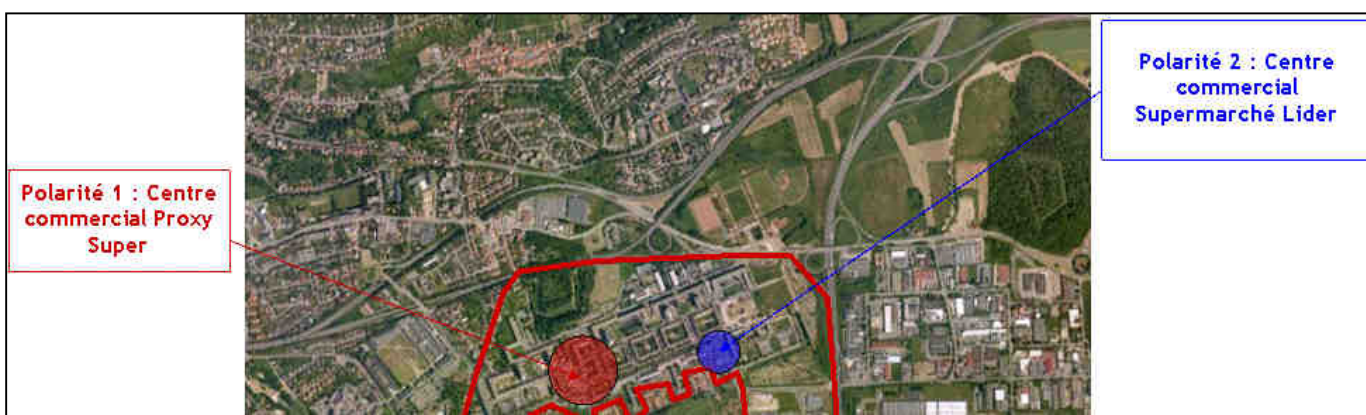 Polarité 2 : Centre
commercial
Supermarché Lider
Polarité 1 : Centre
commercial Proxy
Super